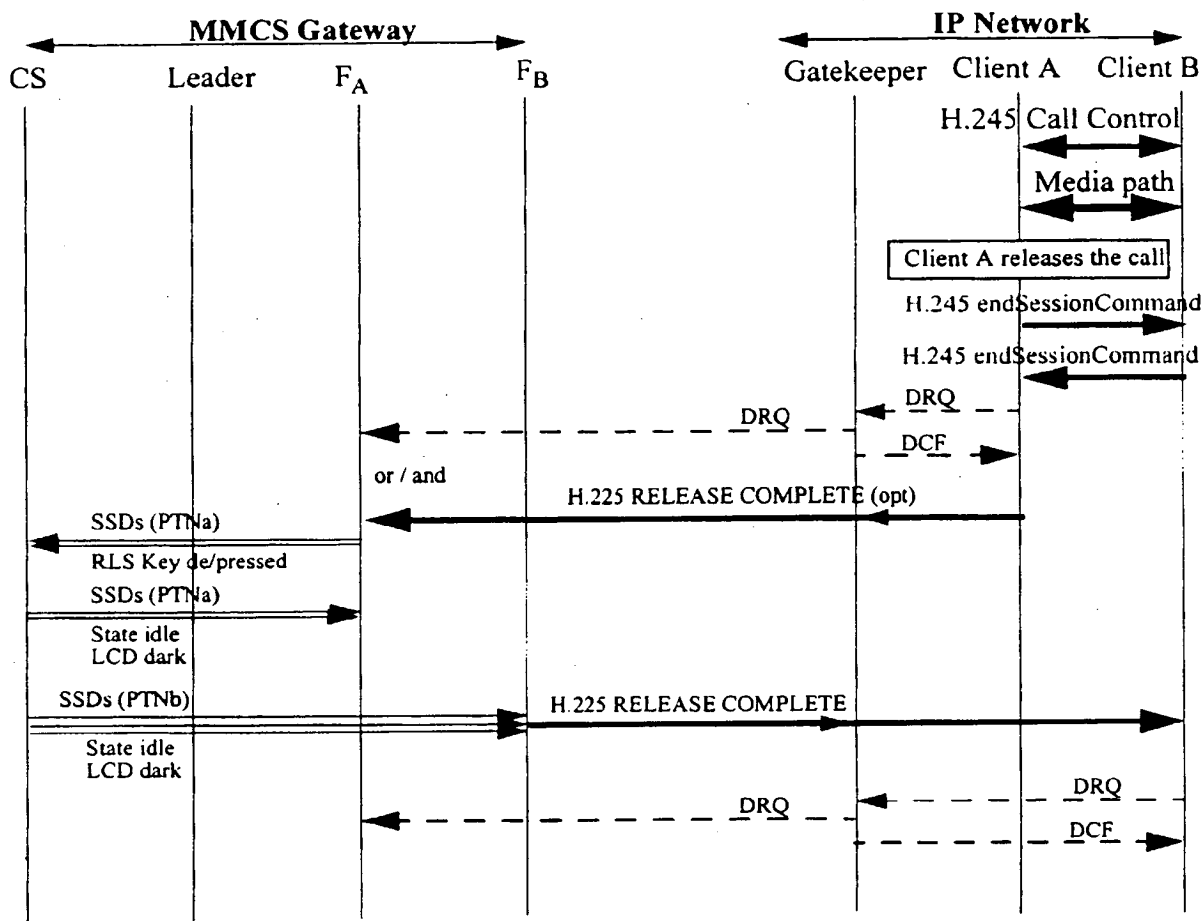 MMCS Gateway
IP Network
CS
Leader
FA
FB
Gatekeeper
Client A
Client B
H.245 Call Control
Media path
Client A releases the call
H.245 endSessionCommand
H.245 endSessionCommand
DRQ
DRQ
DCF
or / and
H.225 RELEASE COMPLETE (opt)
SSDs (PTNa)
RLS Key de/pressed
SSDs (PTNa)
State idle
LCD dark
SSDs (PTNb)
H.225 RELEASE COMPLETE
State idle
LCD dark
DRQ
DRQ
DCF